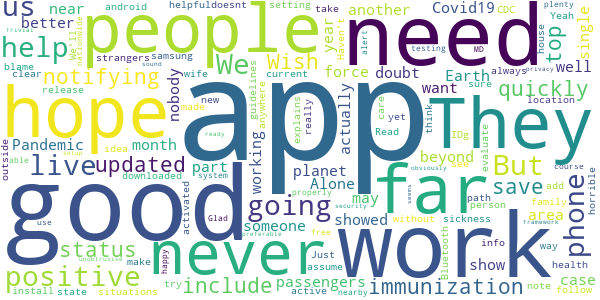 us near android helpfuldoesnt setting take another Covid19 CDC plenty
Yeah
people need
help better We'll strangers samsung year Haven't alert testing MD house top single
blame clear wife force doubt Earth always sure privacy well
notifying We Wish guidelines current want quickly
release nobody made new anywhere explains really actually care yet Read think location
hope app They
outside Pandemic idea month working IDg evaluate see
able live updated part planet beyond But save phone horrible
downloaded system Alone path course
good going far
activated properly may showed person add family area
use someone sickness without seems Bluetooth info way
status Glad ready security obviously framework
happy never work
positive make Just free assume include passengers immunization show case
unobtrusive try active nearby note health
install state situations preferable follow